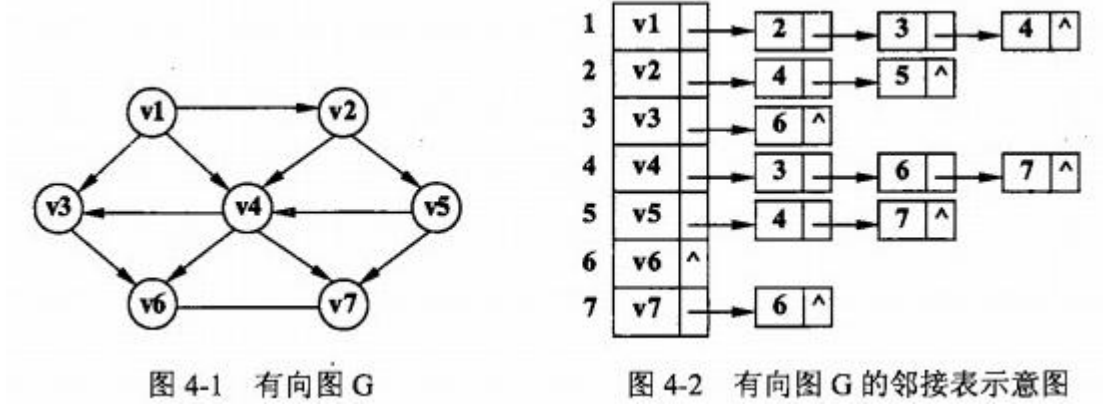 v1 v2
v3 v4 v5
v6 v7
图 4-1 有向图 G
1 v1 2 3 4 ^
2 v2 4 5 ^
3 v3 6 ^
4 v4 3 6 7 ^
5 v5 4 7 ^
6 v6 ^
7 v7 6 ^
图 4-2 有向图 G 的邻接表示意图